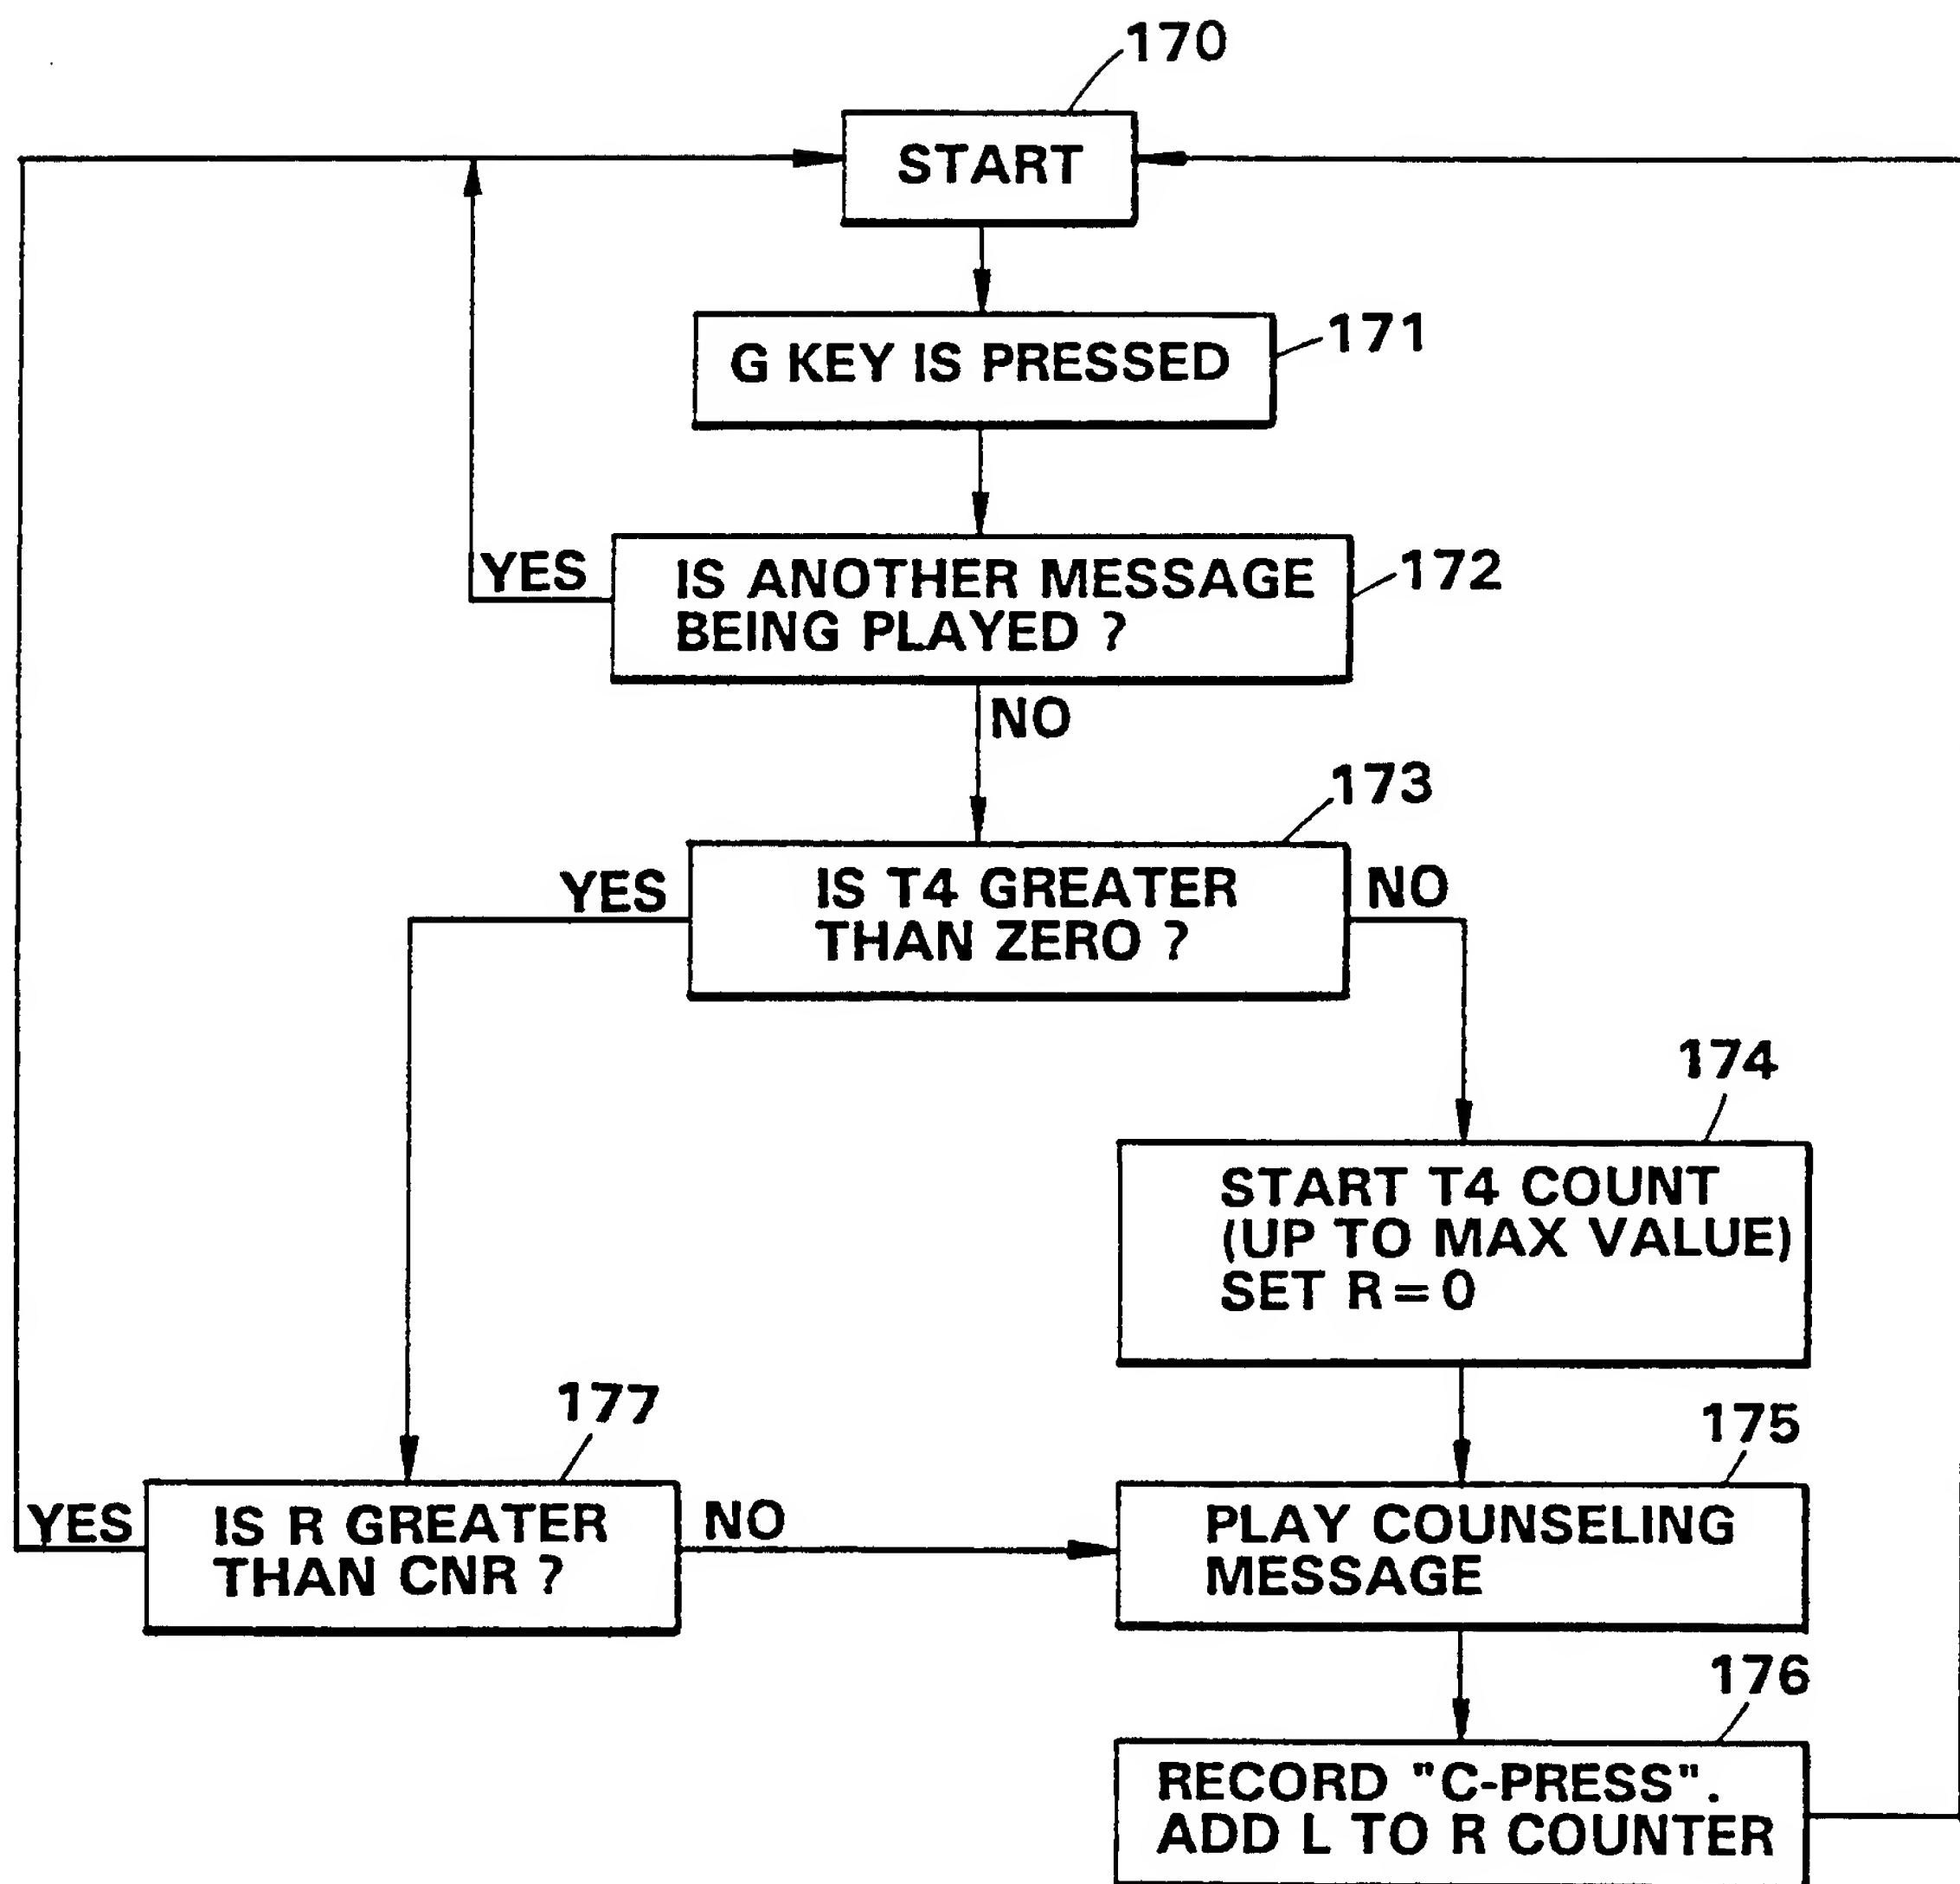 170
START
G KEY IS PRESSED
171
YES
IS ANOTHER MESSAGE
BEING PLAYED ?
172
NO
173
YES
IS T4 GREATER
THAN ZERO ?
NO
174
START T4 COUNT
(UP TO MAX VALUE)
SET R = 0
177
175
YES
IS R GREATER
THAN CNR ?
NO
PLAY COUNSELING
MESSAGE
176
RECORD "C-PRESS".
ADD L TO R COUNTER